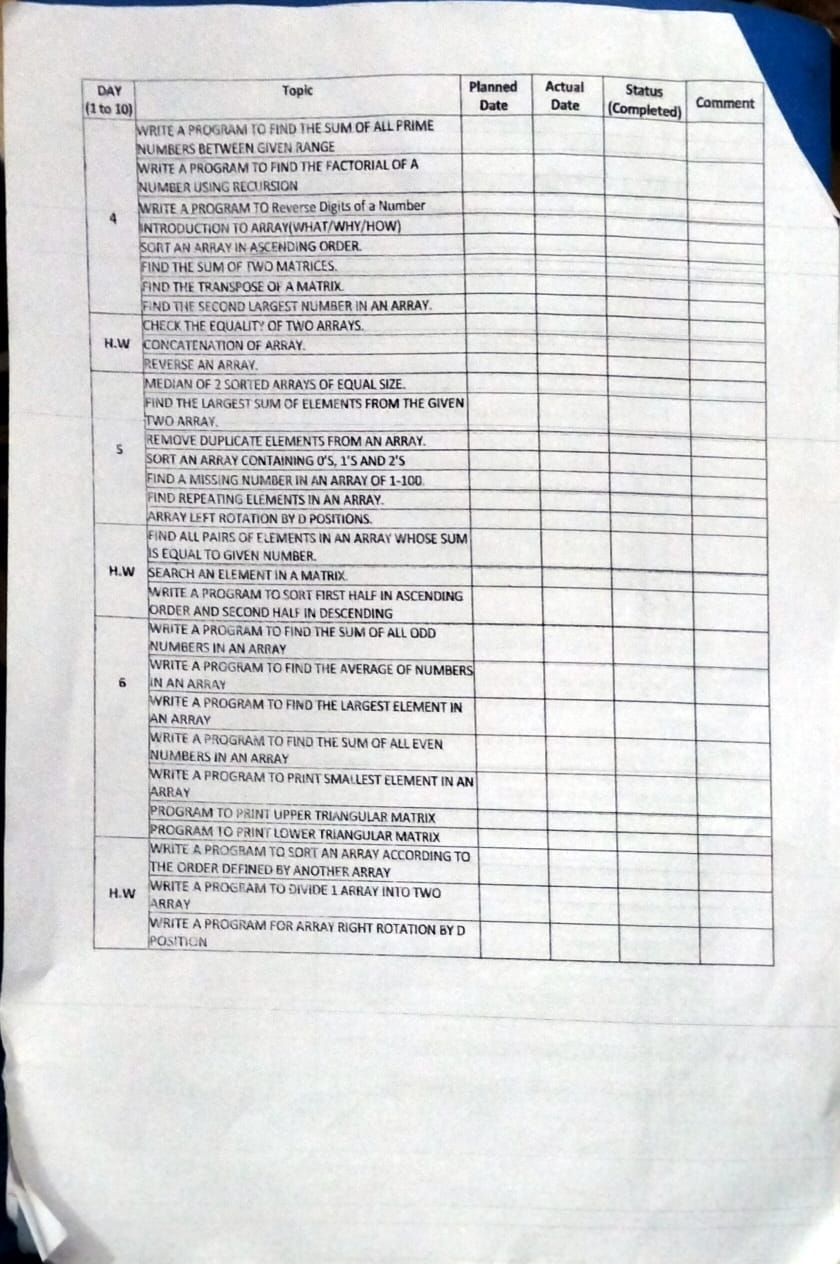 DAY
(1 to 10)
Topic
Planned
Date
Actual
Date
Status
(Completed)
Comment
4
WRITE A PROGRAM TO FIND THE SUM OF ALL PRIME
NUMBERS BETWEEN GIVEN RANGE
WRITE A PROGRAM TO FIND THE FACTORIAL OF A
NUMBER USING RECURSION
WRITE A PROGRAM TO Reverse Digits of a Number
INTRODUCTION TO ARRAY(WHAT/WHY/HOW)
SORT AN ARRAY IN ASCENDING ORDER.
FIND THE SUM OF TWO MATRICES.
FIND THE TRANSPOSE OF A MATRIX.
FIND THE SECOND LARGEST NUMBER IN AN ARRAY.
H.W
CHECK THE EQUALITY OF TWO ARRAYS.
CONCATENATION OF ARRAY.
REVERSE AN ARRAY.
5
MEDIAN OF 2 SORTED ARRAYS OF EQUAL SIZE.
FIND THE LARGEST SUM OF ELEMENTS FROM THE GIVEN
TWO ARRAY.
REMOVE DUPLICATE ELEMENTS FROM AN ARRAY.
SORT AN ARRAY CONTAINING 0'S, 1'S AND 2'S
FIND A MISSING NUMBER IN AN ARRAY OF 1-100.
FIND REPEATING ELEMENTS IN AN ARRAY.
ARRAY LEFT ROTATION BY D POSITIONS.
H.W
FIND ALL PAIRS OF ELEMENTS IN AN ARRAY WHOSE SUM
IS EQUAL TO GIVEN NUMBER.
SEARCH AN ELEMENT IN A MATRIX.
WRITE A PROGRAM TO SORT FIRST HALF IN ASCENDING
ORDER AND SECOND HALF IN DESCENDING
6
WRITE A PROGRAM TO FIND THE SUM OF ALL ODD
NUMBERS IN AN ARRAY
WRITE A PROGRAM TO FIND THE AVERAGE OF NUMBERS
IN AN ARRAY
WRITE A PROGRAM TO FIND THE LARGEST ELEMENT IN
AN ARRAY
WRITE A PROGRAM TO FIND THE SUM OF ALL EVEN
NUMBERS IN AN ARRAY
WRITE A PROGRAM TO PRINT SMALLEST ELEMENT IN AN
ARRAY
PROGRAM TO PRINT UPPER TRIANGULAR MATRIX
PROGRAM TO PRINT LOWER TRIANGULAR MATRIX
H.W
WRITE A PROGRAM TO SORT AN ARRAY ACCORDING TO
THE ORDER DEFINED BY ANOTHER ARRAY
WRITE A PROGRAM TO DIVIDE 1 ARRAY INTO TWO
ARRAY
WRITE A PROGRAM FOR ARRAY RIGHT ROTATION BY D
POSITION